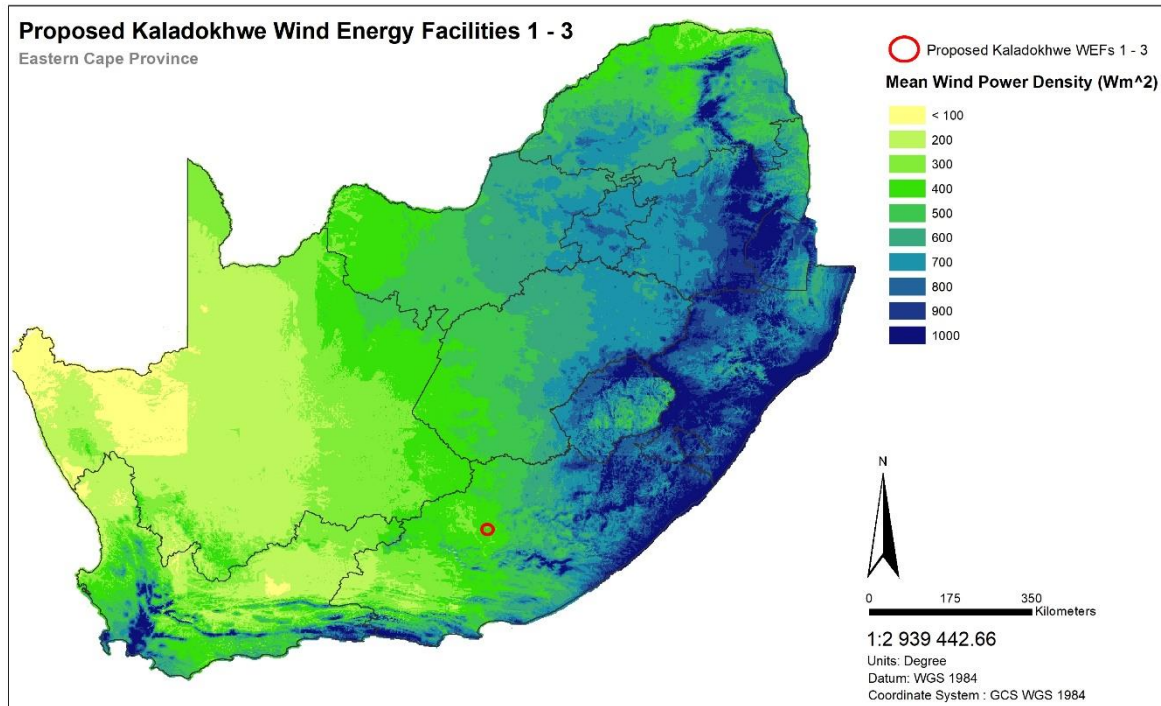 Proposed Kaladokhwe Wind Energy Facilities 1 - 3
Eastern Cape Province
Proposed Kaladokhwe WEFs 1 - 3
Mean Wind Power Density (Wm^2)
< 100
200
300
400
500
600
700
800
900
1000
N
0 175 350
Kilometers
1:2 939 442.66
Units: Degree
Datum: WGS 1984
Coordinate System : GCS WGS 1984